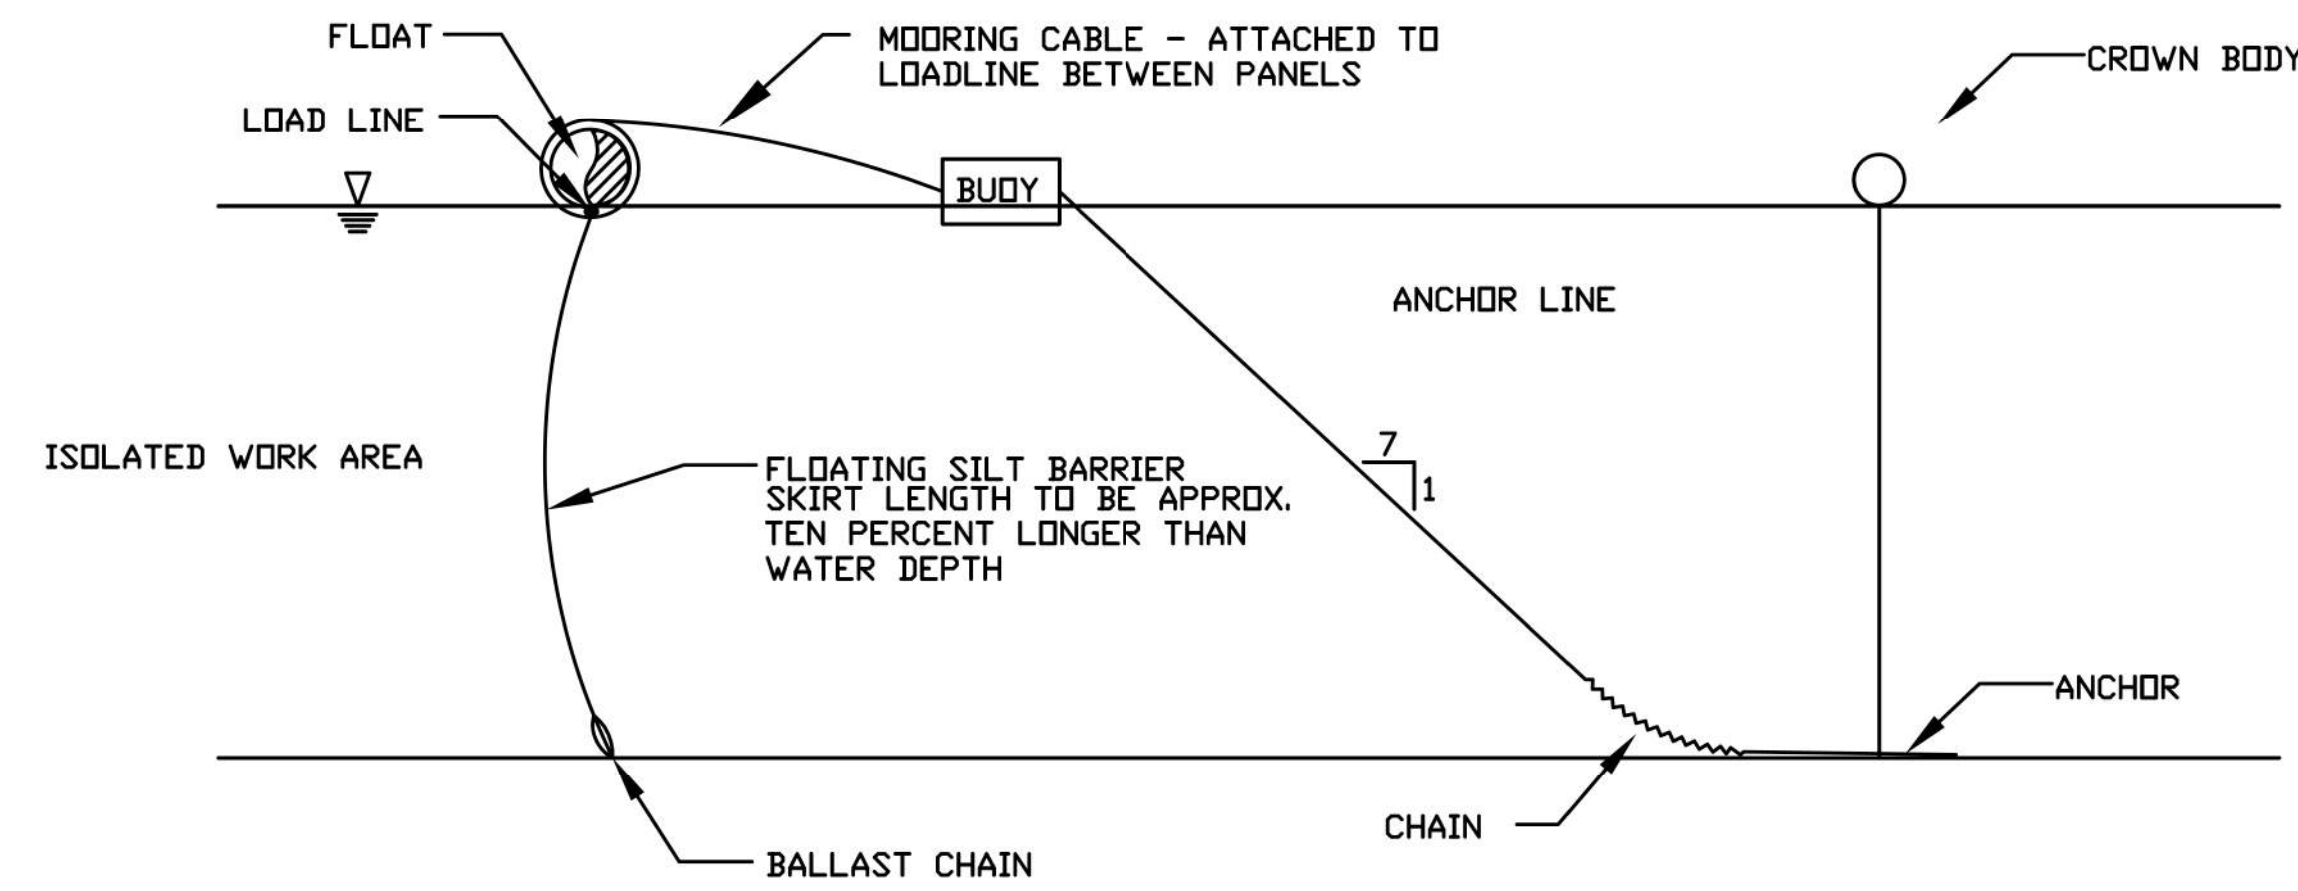 FLOAT
MOORING CABLE - ATTACHED TO
LOADLINE BETWEEN PANELS
CROWN BODY
LOAD LINE
BUOY
ANCHOR LINE
7
1
ISOLATED WORK AREA
FLOATING SILT BARRIER
SKIRT LENGTH TO BE APPROX.
TEN PERCENT LONGER THAN
WATER DEPTH
ANCHOR
CHAIN
BALLAST CHAIN